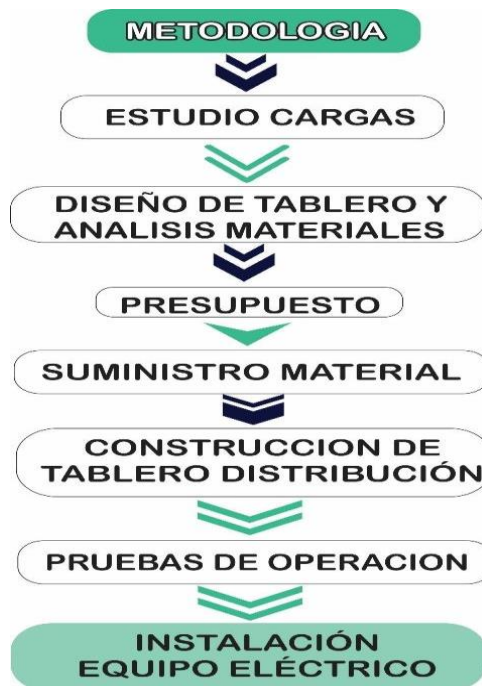 METODOLOGIA
ESTUDIO CARGAS
DISEÑO DE TABLERO Y
ANALISIS MATERIALES
PRESUPUESTO
SUMINISTRO MATERIAL
CONSTRUCCION DE
TABLERO DISTRIBUCIÓN
PRUEBAS DE OPERACION
INSTALACIÓN
EQUIPO ELÉCTRICO